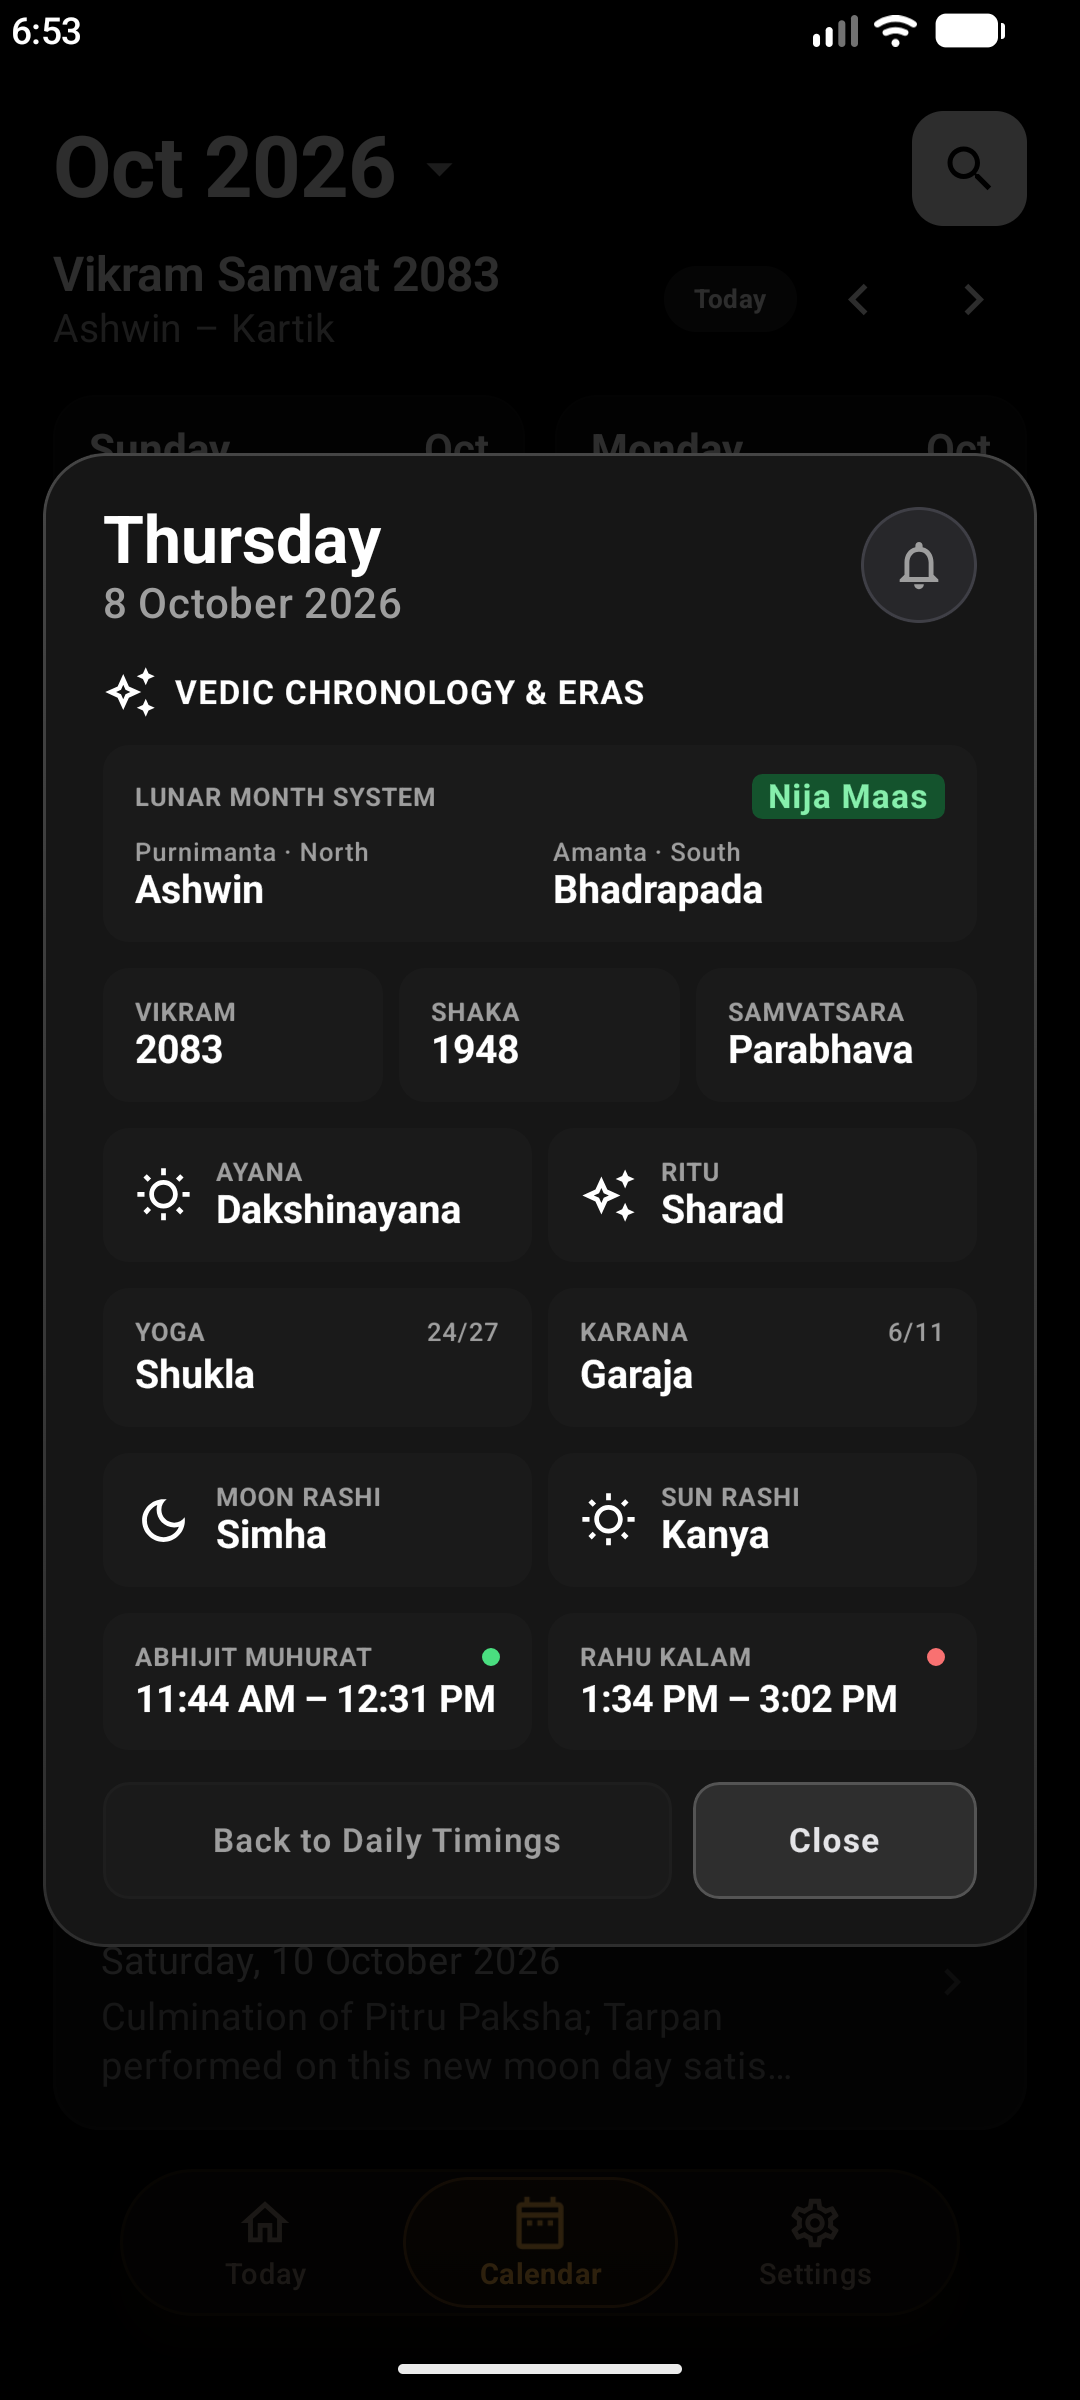 6:53
Oct 2026
Vikram Samvat 2083
Ashwin – Kartik
Today
Sunday Oct Monday Oct
Thursday
8 October 2026
VEDIC CHRONOLOGY & ERAS
LUNAR MONTH SYSTEM Nija Maas
Purnimanta · North Amanta · South
Ashwin Bhadrapada
VIKRAM SHAKA SAMVATSARA
2083 1948 Parabhava
AYANA RITU
Dakshinayana Sharad
YOGA 24/27 KARANA 6/11
Shukla Garaja
MOON RASHI SUN RASHI
Simha Kanya
ABHIJIT MUHURAT RAHU KALAM
11:44 AM – 12:31 PM 1:34 PM – 3:02 PM
Back to Daily Timings Close
Saturday, 10 October 2026
Culmination of Pitru Paksha; Tarpan
performed on this new moon day satis...
Today Calendar Settings